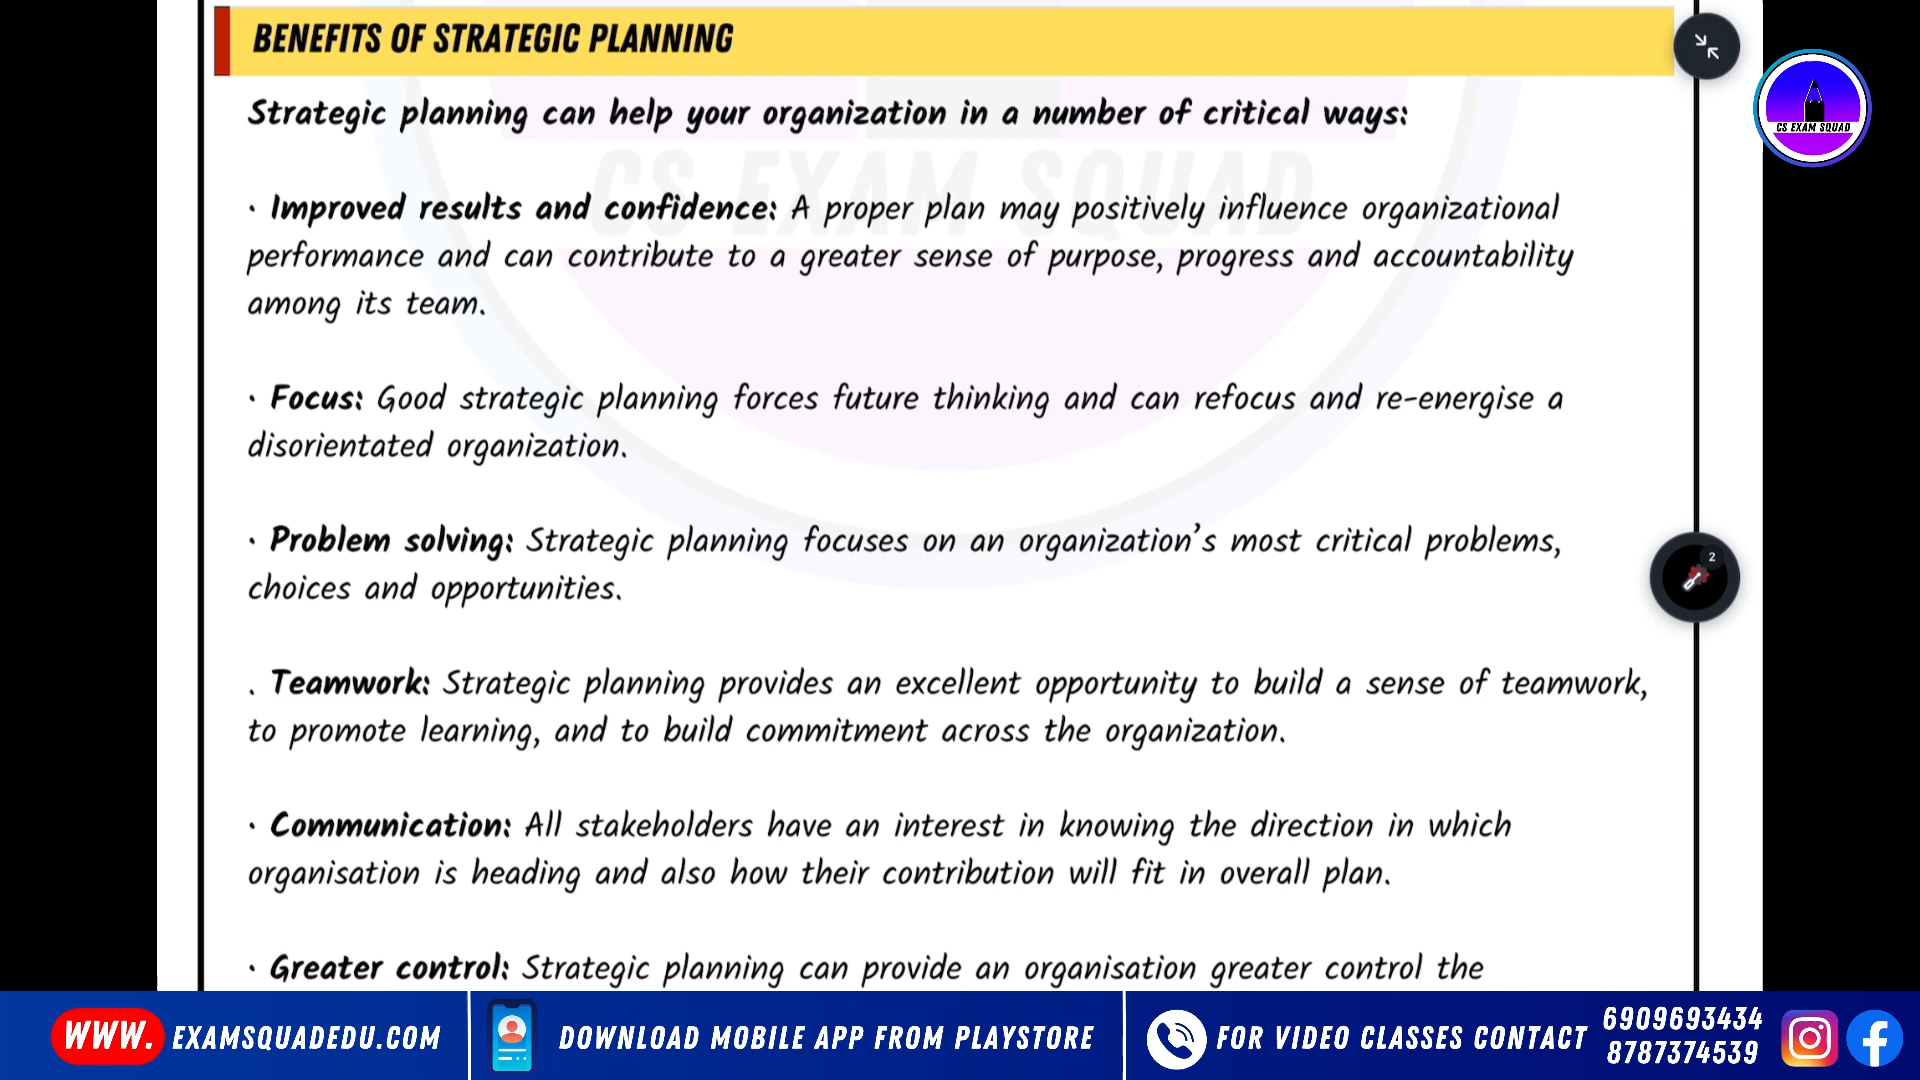 BENEFITS OF STRATEGIC PLANNING
CS EXAM SQUAD
Strategic planning can help your organization in a number of critical ways:
CS EXAM SQUAD
· Improved results and confidence: A proper plan may positively influence organizational
performance and can contribute to a greater sense of purpose, progress and accountability
among its team.
· Focus: Good strategic planning forces future thinking and can refocus and re-energise a
disorientated organization.
· Problem solving: Strategic planning focuses on an organization's most critical problems,
choices and opportunities.
2
. Teamwork: Strategic planning provides an excellent opportunity to build a sense of teamwork,
to promote learning, and to build commitment across the organization.
· Communication: All stakeholders have an interest in knowing the direction in which
organisation is heading and also how their contribution will fit in overall plan.
· Greater control: Strategic planning can provide an organisation greater control the
WWW. EXAMSQUADEDU.COM
DOWNLOAD MOBILE APP FROM PLAYSTORE
FOR VIDEO CLASSES CONTACT
6909693434
8787374539